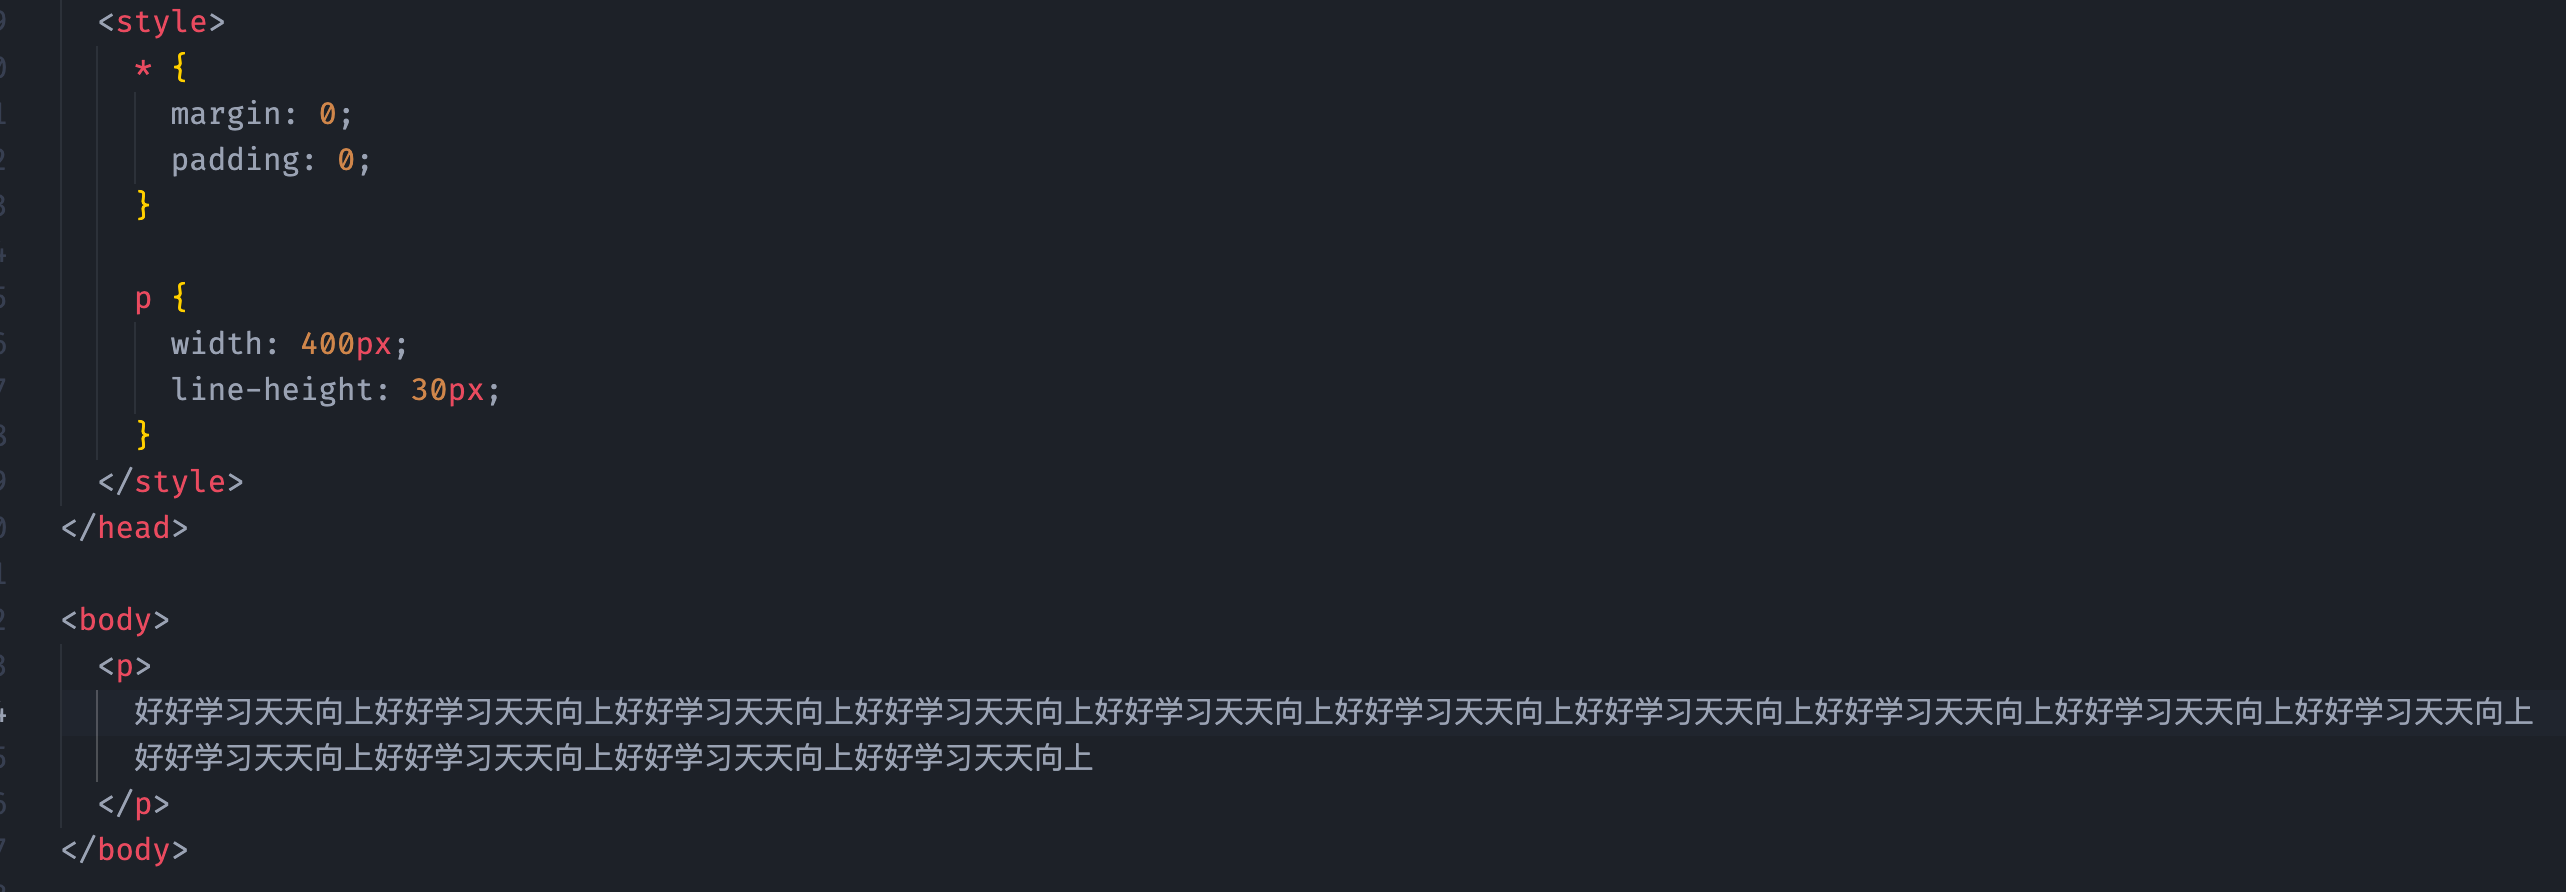 <style>
* {
margin: 0;
padding: 0;
}
p {
width: 400px;
line-height: 30px;
}
</style>
</head>
<body>
<p>
好好学习天天向上好好学习天天向上好好学习天天向上好好学习天天向上好好学习天天向上好好学习天天向上好好学习天天向上好好学习天天向上好好学习天天向上好好学习天天向上
好好学习天天向上好好学习天天向上好好学习天天向上好好学习天天向上
</p>
</body>